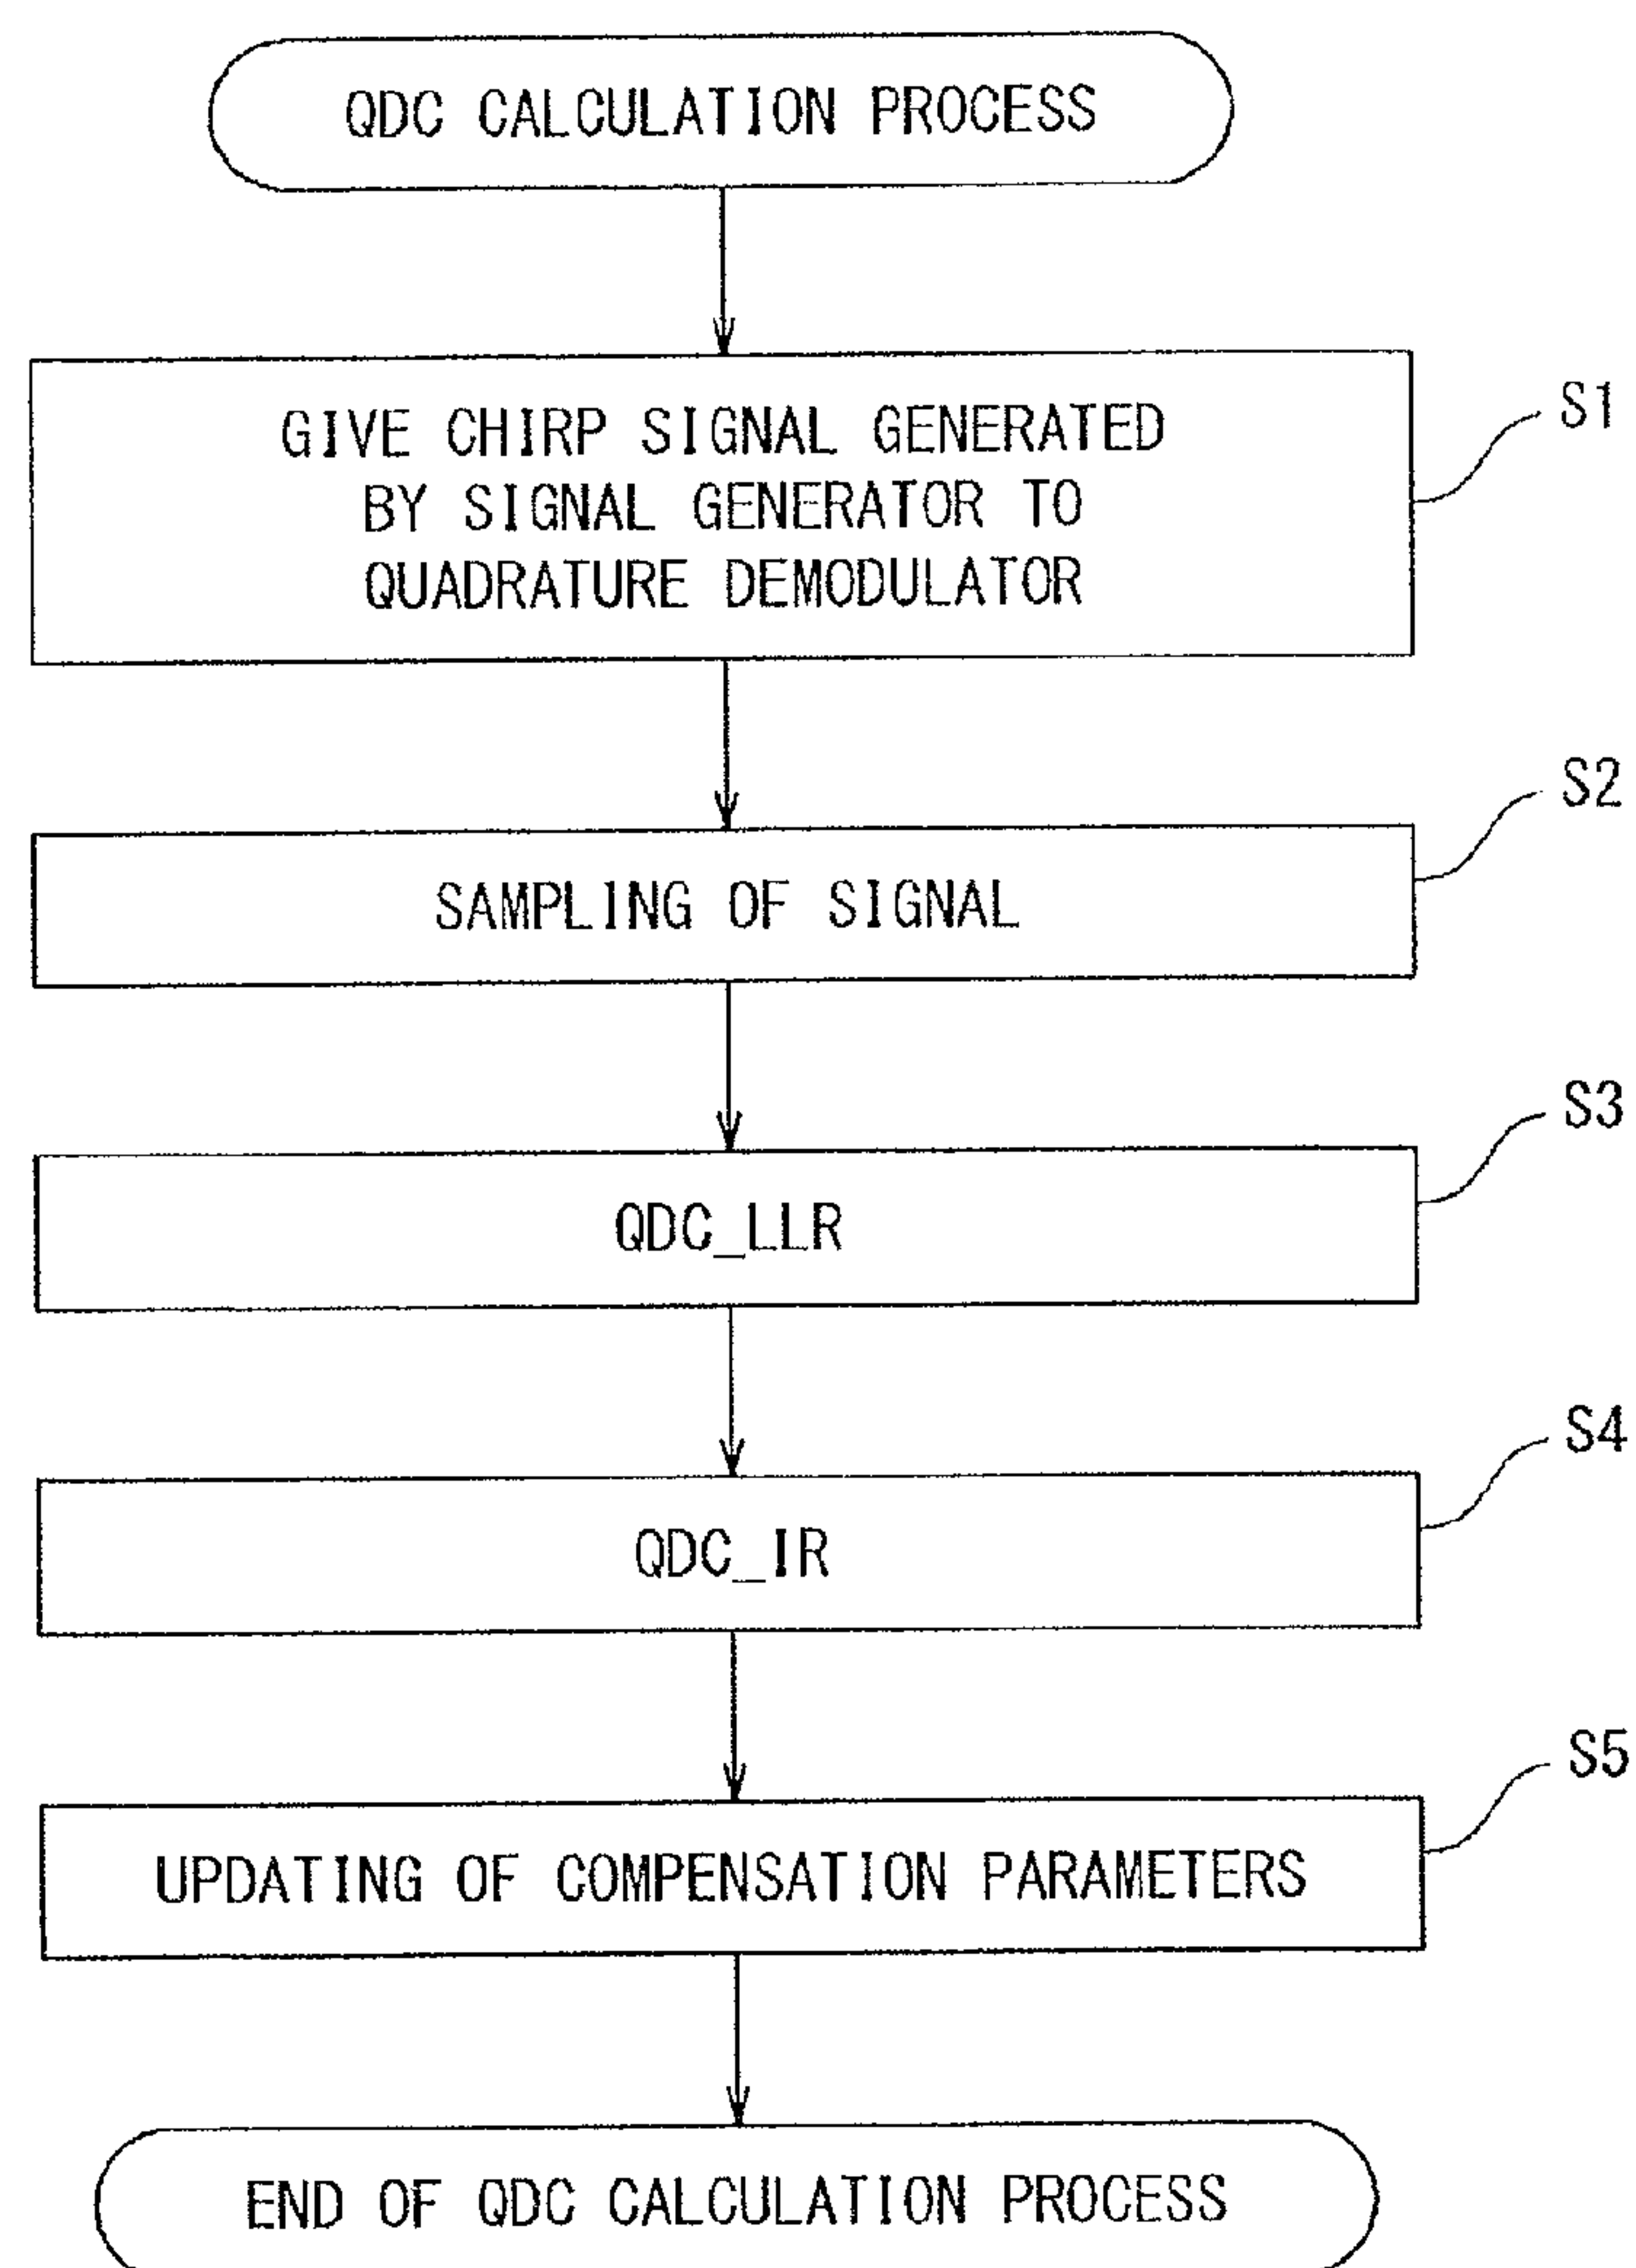 QDC CALCULATION PROCESS
GIVE CHIRP SIGNAL GENERATED
BY SIGNAL GENERATOR TO
QUADRATURE DEMODULATOR
S1
SAMPLING OF SIGNAL
S2
QDC_LLR
S3
QDC_IR
S4
UPDATING OF COMPENSATION PARAMETERS
S5
END OF QDC CALCULATION PROCESS